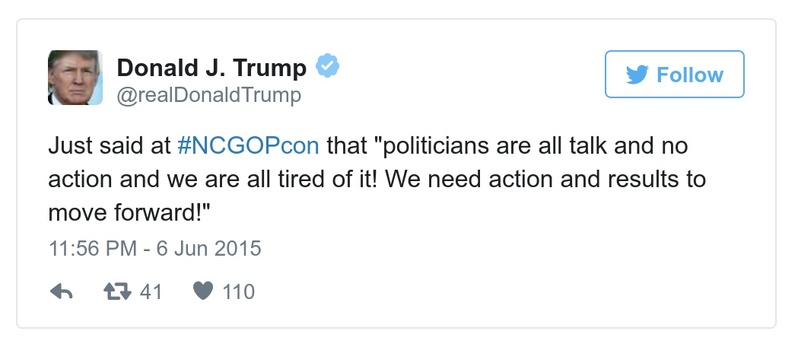 Donald J. Trump
@realDonaldTrump
Follow
Just said at #NCGOPcon that "politicians are all talk and no
action and we are all tired of it! We need action and results to
move forward!"
11:56 PM - 6 Jun 2015
41 110